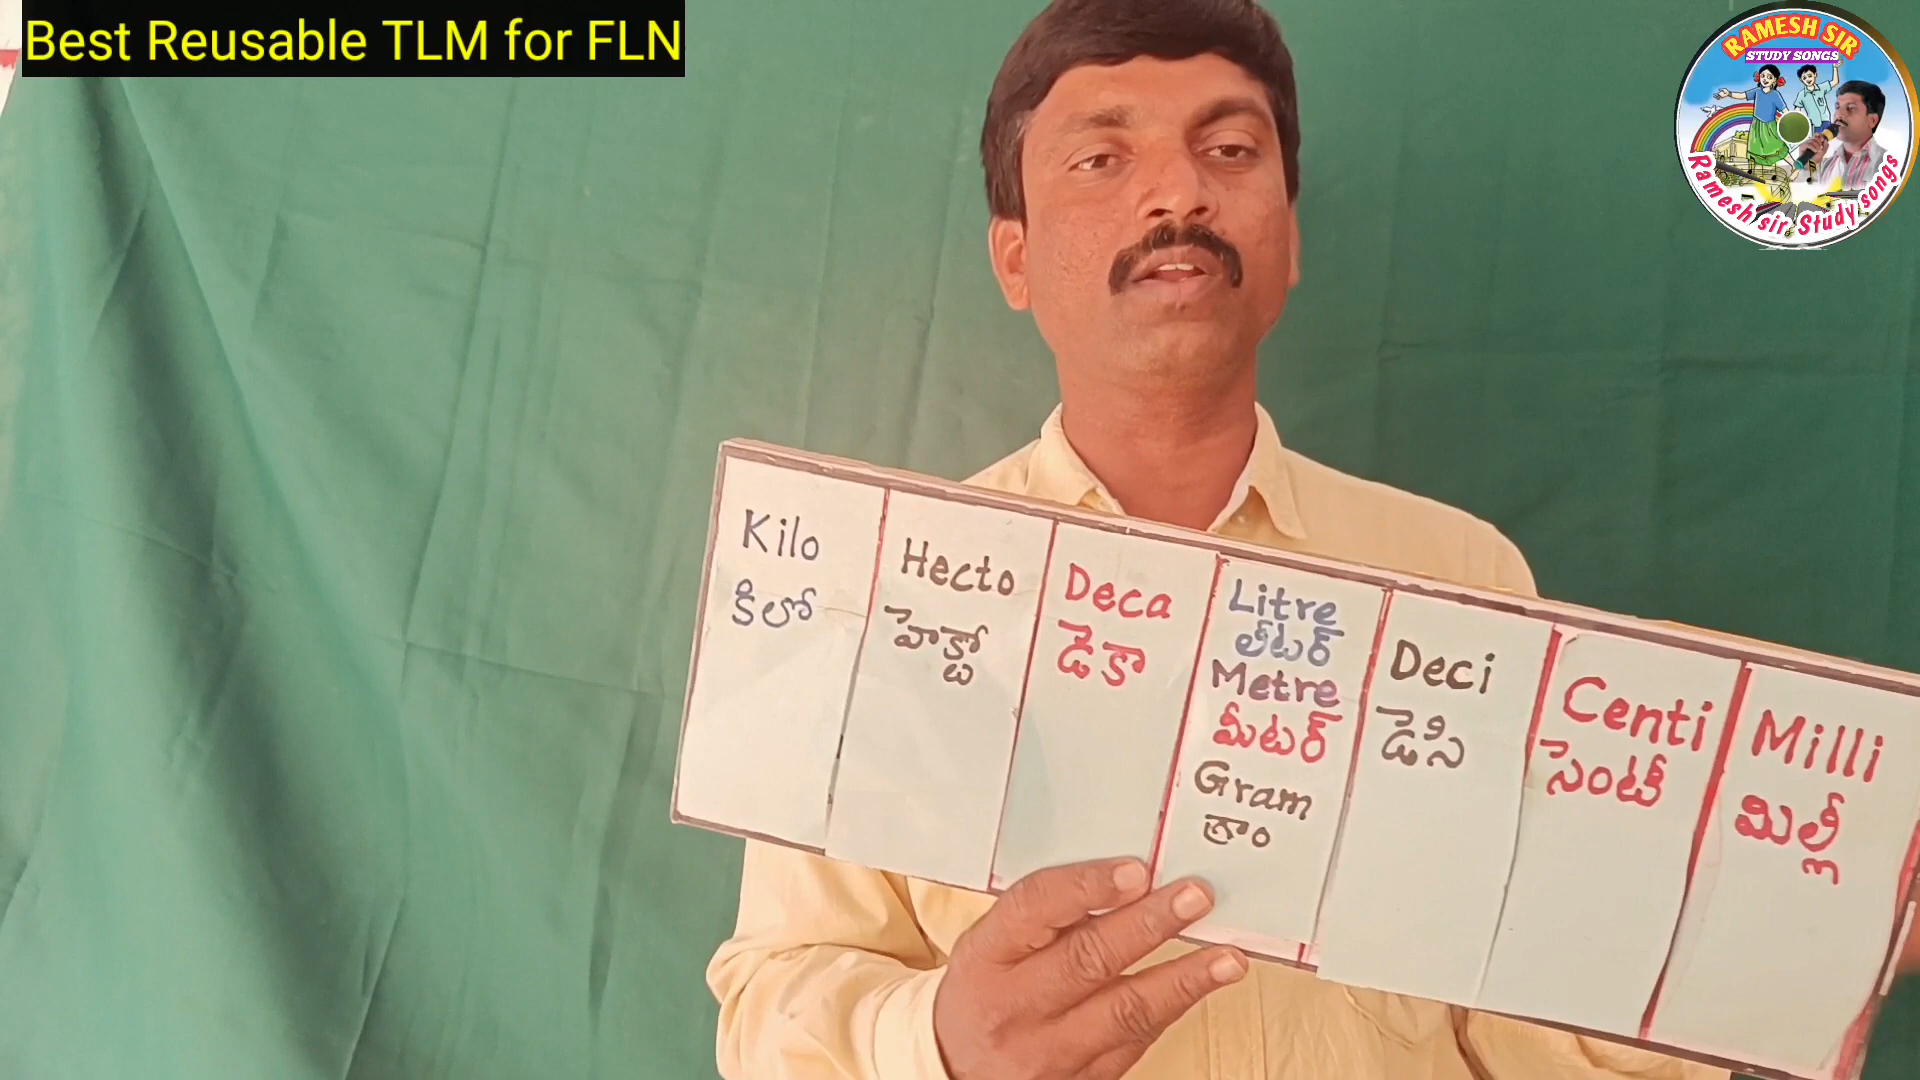 Best Reusable TLM for FLN
RAMESH SIR
STUDY SONGS
Ramesh sir Study songs
Kilo
కిలో
Hecto
హెక్టో
Deca
డెకా
Litre
లీటర్
Metre
మీటర్
Gram
గ్రాం
Deci
డెసి
Centi
సెంటీ
Milli
మిల్లీ